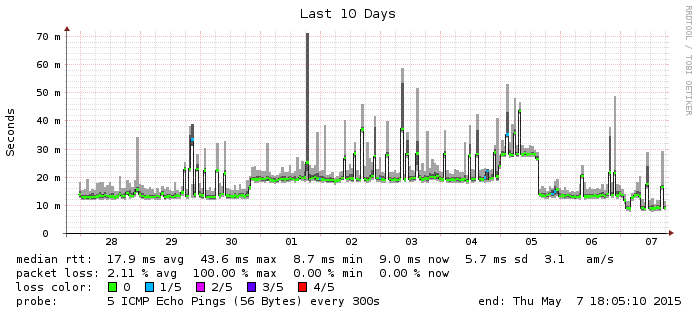 Last 10 Days
RRDTOOL / TOBI OETIKER
Seconds
70 m
60 m
50 m
40 m
30 m
20 m
10 m
0
28 29 30 01 02 03 04 05 06 07
median rtt: 17.9 ms avg 43.6 ms max 8.7 ms min 9.0 ms now 5.7 ms sd 3.1 am/s
packet loss: 2.11 % avg 100.00 % max 0.00 % min 0.00 % now
loss color: 0 1/5 2/5 3/5 4/5
probe: 5 ICMP Echo Pings (56 Bytes) every 300s end: Thu May 7 18:05:10 2015